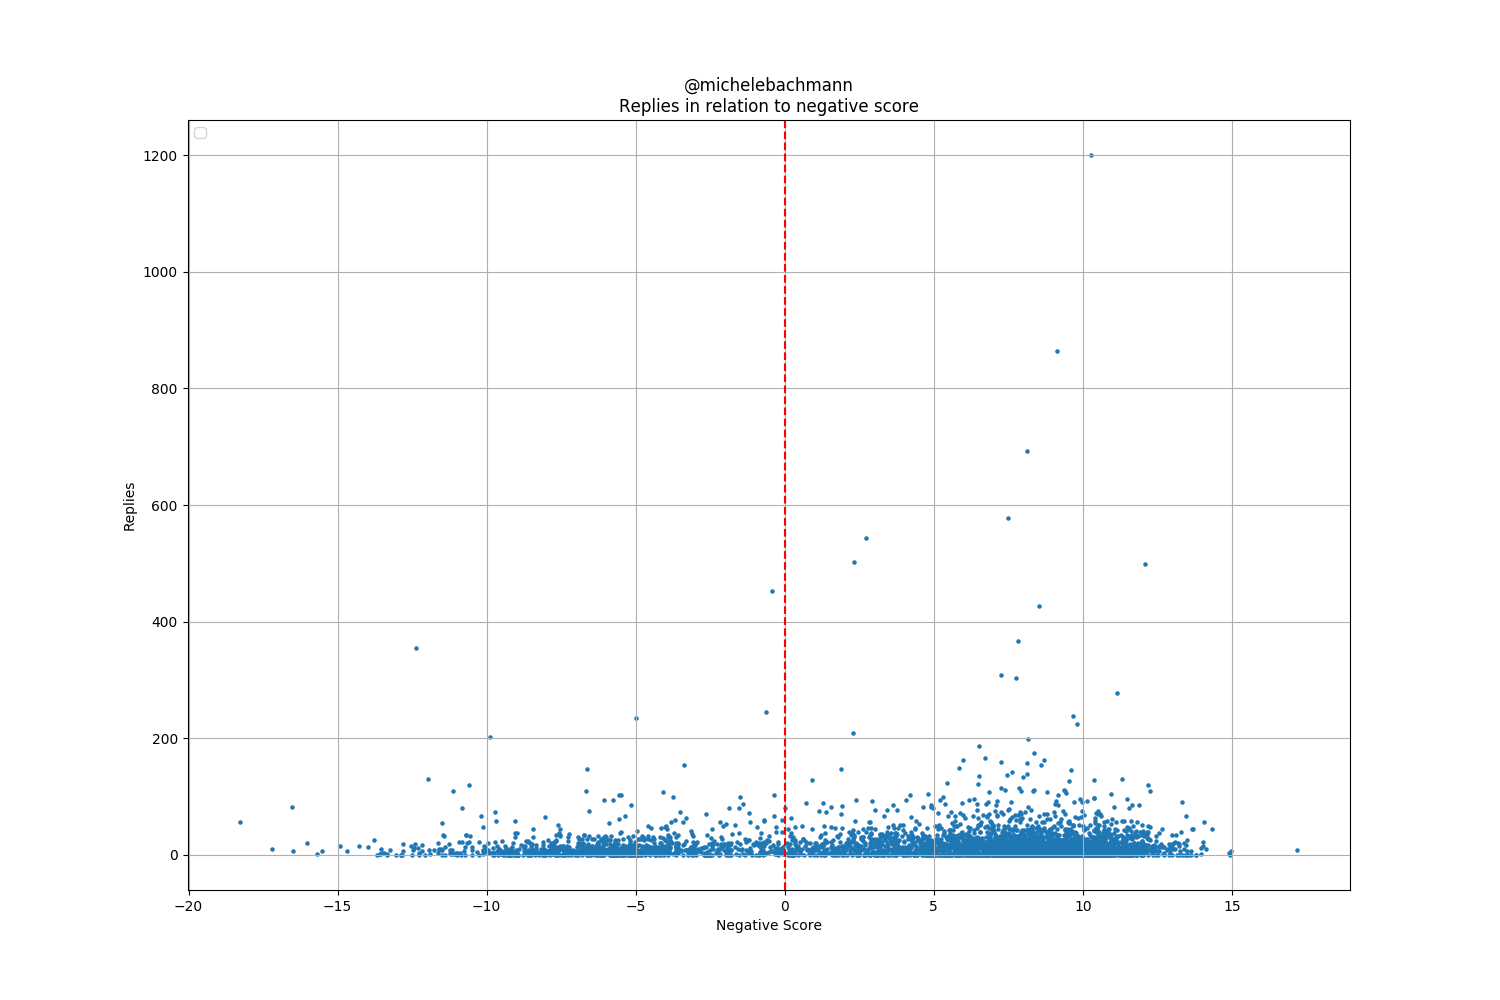 @michelebachmann
Replies in relation to negative score
1200
1000
800
600
400
200
0
Replies
−20 −15 −10 −5 0 5 10 15
Negative Score